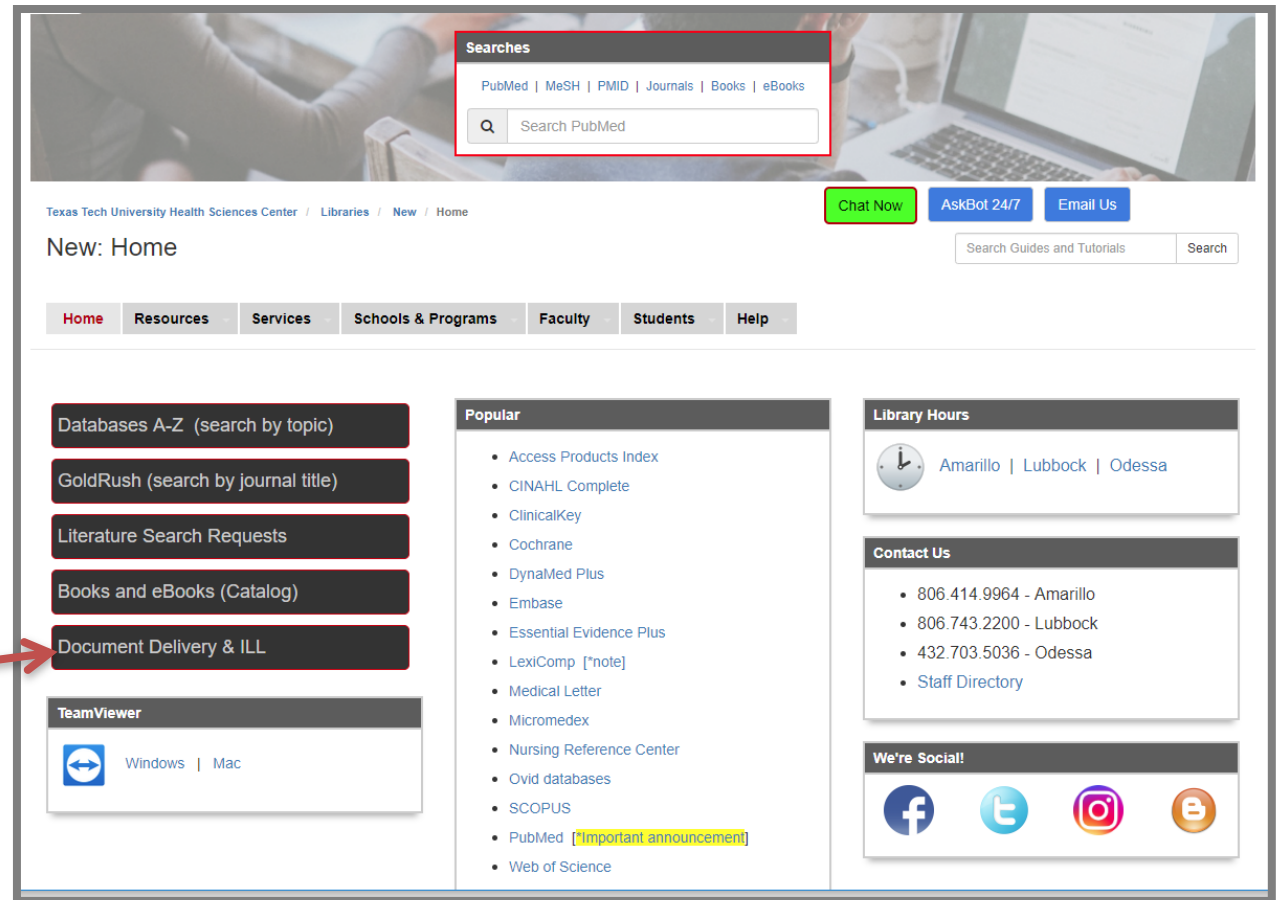 Searches
PubMed | MeSH | PMID | Journals | Books | eBooks
Search PubMed
Texas Tech University Health Sciences Center / Libraries / New / Home
Chat Now
AskBot 24/7
Email Us
New: Home
Search Guides and Tutorials
Search
Home
Resources
Services
Schools & Programs
Faculty
Students
Help
Databases A-Z (search by topic)
GoldRush (search by journal title)
Literature Search Requests
Books and eBooks (Catalog)
Document Delivery & ILL
TeamViewer
Windows | Mac
Popular
Access Products Index
CINAHL Complete
ClinicalKey
Cochrane
DynaMed Plus
Embase
Essential Evidence Plus
LexiComp [*note]
Medical Letter
Micromedex
Nursing Reference Center
Ovid databases
SCOPUS
PubMed [*Important announcement]
Web of Science
Library Hours
Amarillo | Lubbock | Odessa
Contact Us
806.414.9964 - Amarillo
806.743.2200 - Lubbock
432.703.5036 - Odessa
Staff Directory
We're Social!